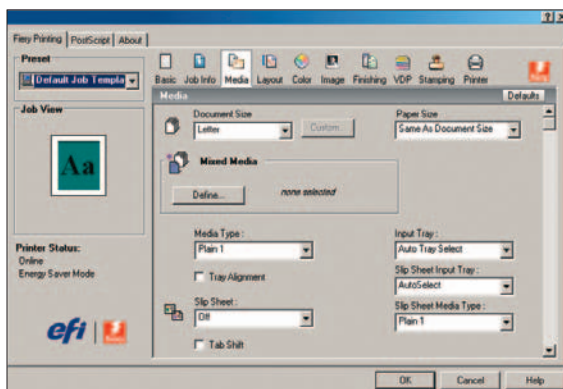 Fiery Printing PostScript About
Preset
Default Job Templa
Job View
Aa
Printer Status:
Online
Energy Saver Mode
efi
Basic Job Info Media Layout Color Image Finishing VDP Stamping Printer
Media Defaults
Document Size
Letter
Custom...
Paper Size
Same As Document Size
Mixed Media
Define...
none selected
Media Type :
Plain 1
Tray Alignment
Slip Sheet :
Off
Tab Shift
Input Tray :
Auto Tray Select
Slip Sheet Input Tray :
AutoSelect
Slip Sheet Media Type :
Plain 1
OK Cancel Help